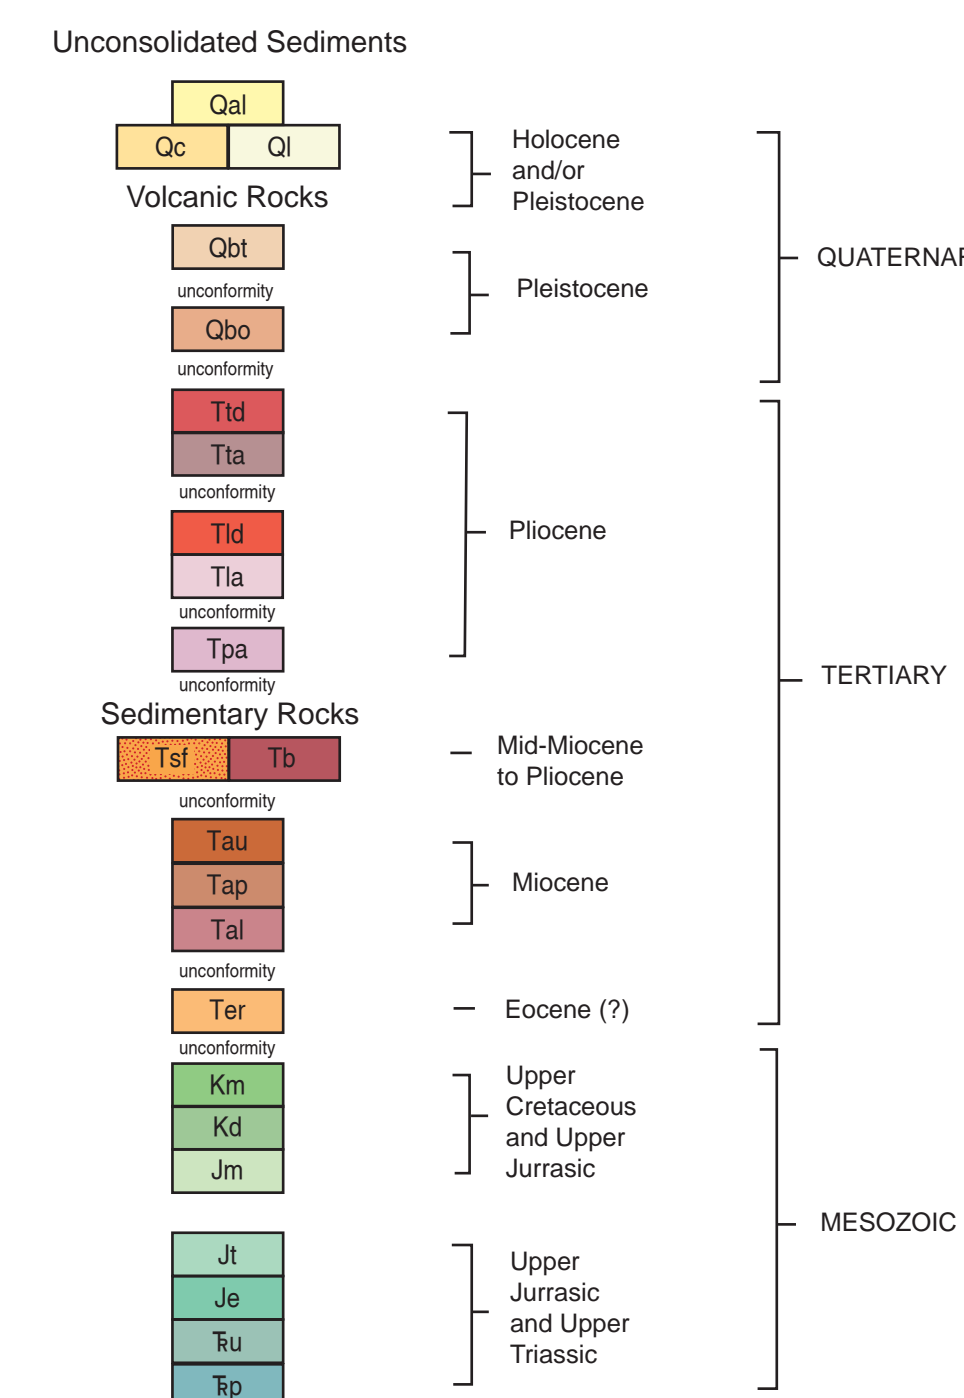 Unconsolidated Sediments
Qal
Qc Ql
Holocene
and/or
Pleistocene
Volcanic Rocks
Qbt
unconformity
Pleistocene
Qbo
unconformity
QUATERNAR
Ttd
Tta
unconformity
Tld
Tla
unconformity
Tpa
unconformity
Pliocene
Sedimentary Rocks
Tsf Tb
Mid-Miocene
to Pliocene
unconformity
Tau
Tap
Tal
Miocene
unconformity
Ter
Eocene (?)
unconformity
TERTIARY
Km
Kd
Jm
Upper
Cretaceous
and Upper
Jurrasic
Jt
Je
TRu
TRp
Upper
Jurrasic
and Upper
Triassic
MESOZOIC